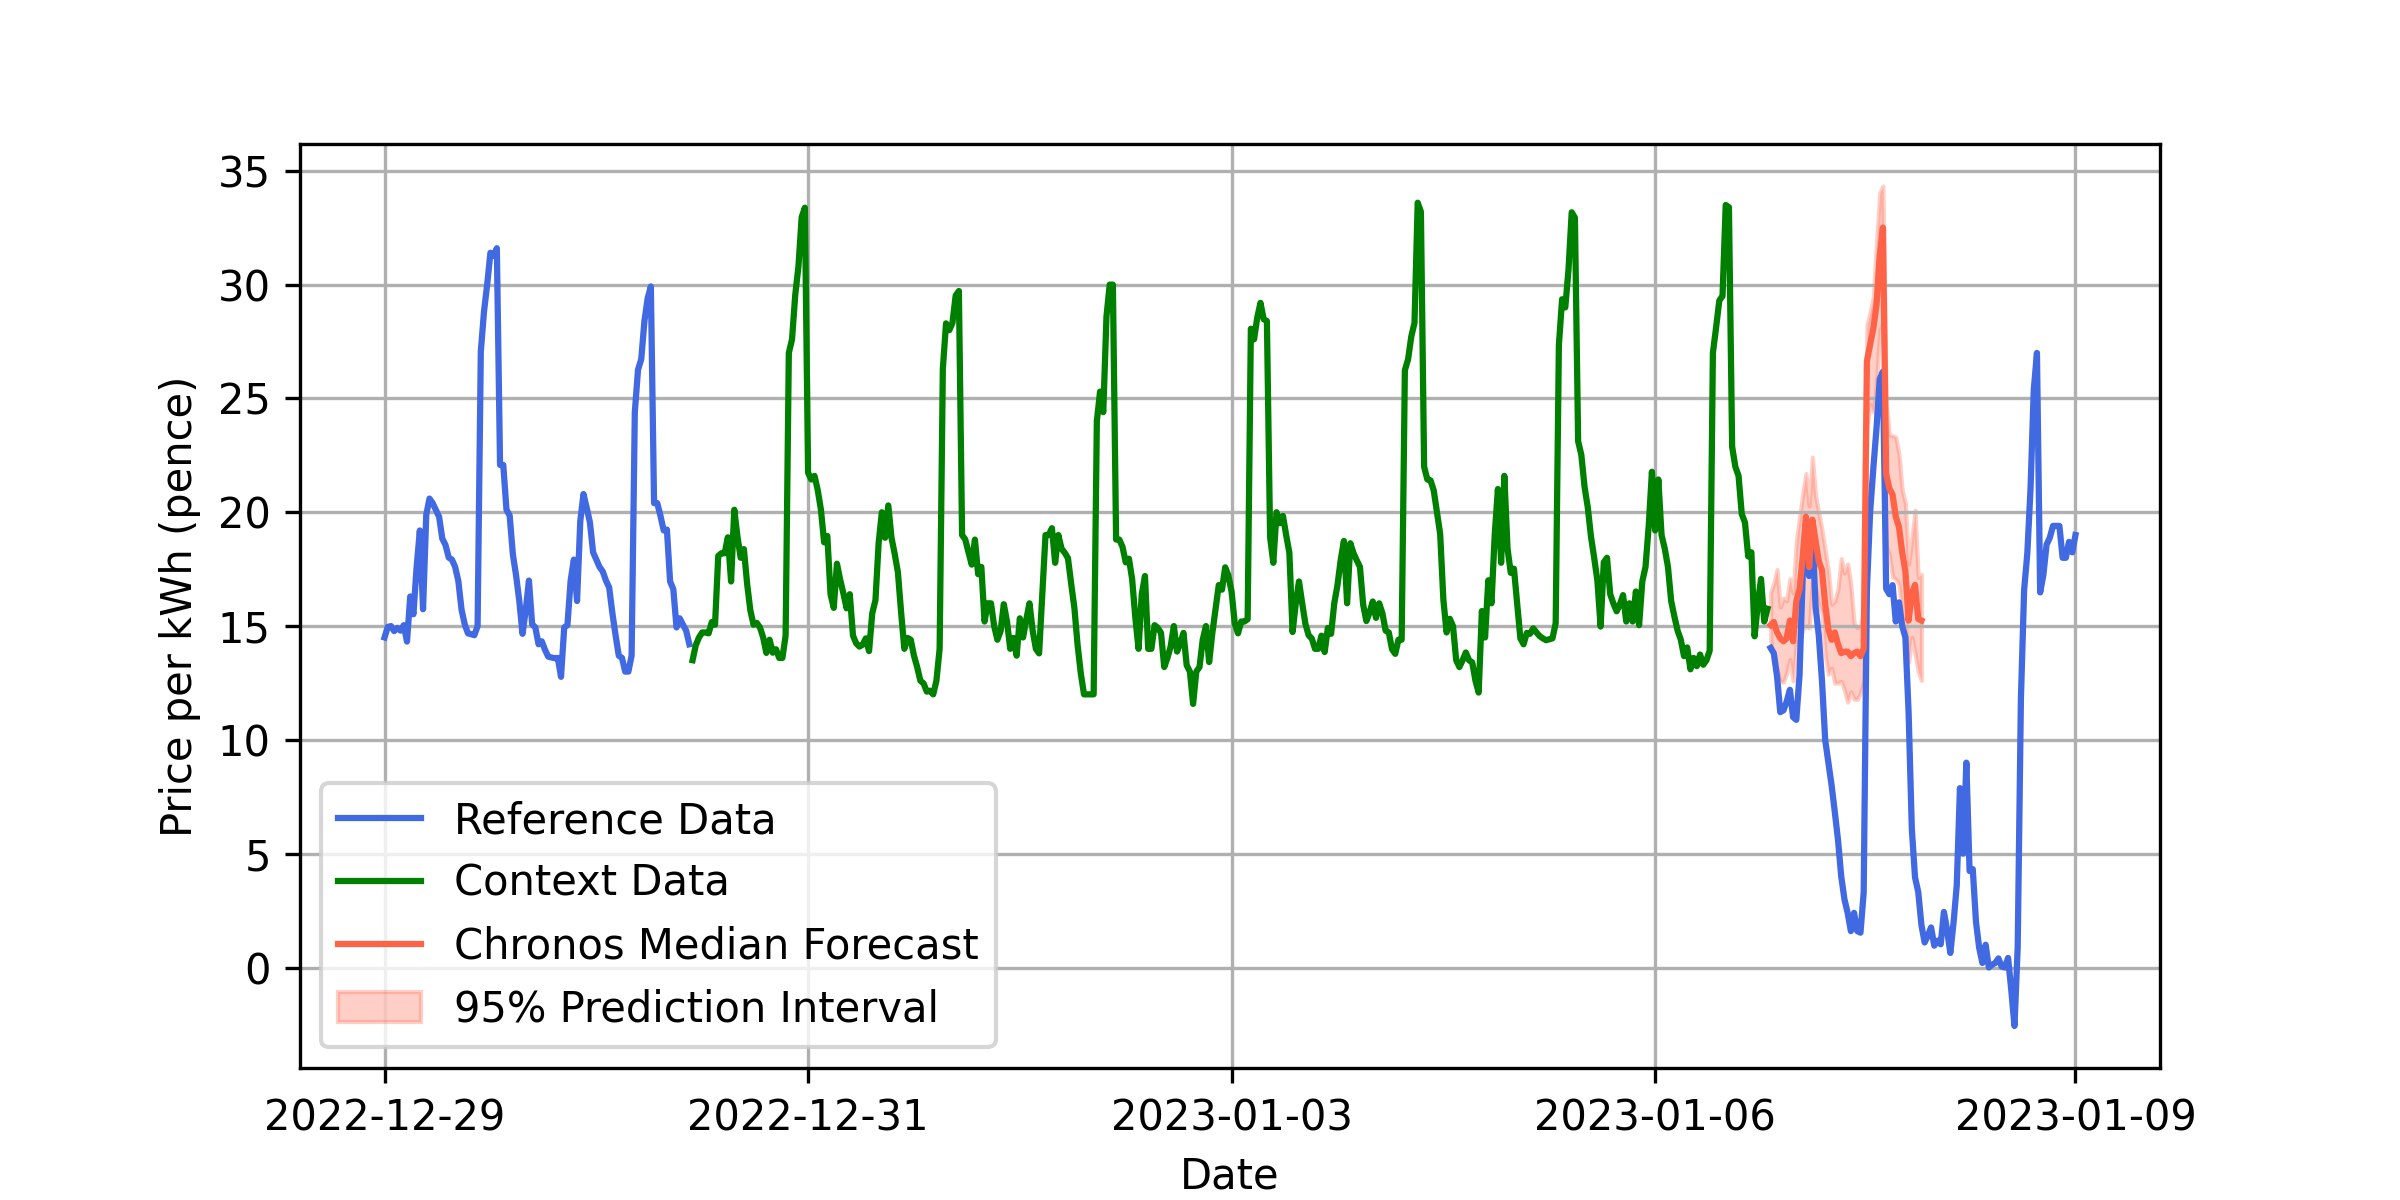 35
30
25
20
15
10
5
0
Price per kWh (pence)
Reference Data
Context Data
Chronos Median Forecast
95% Prediction Interval
2022-12-29 2022-12-31 2023-01-03 2023-01-06 2023-01-09
Date